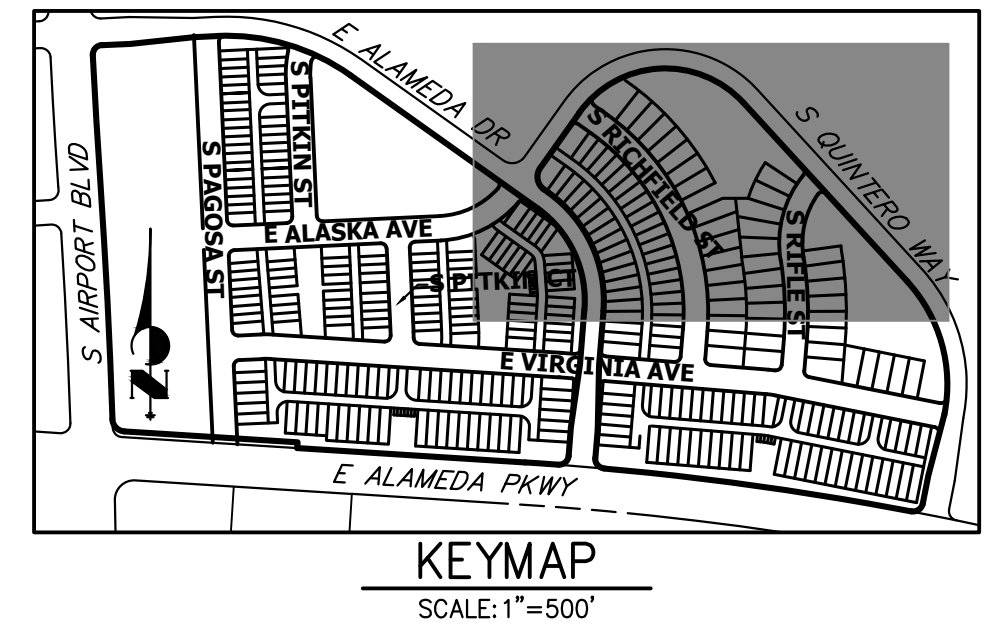 E ALAMEDA DR
S PITKIN ST
S PAGOSA ST
S AIRPORT BLVD
E ALASKA AVE
S PITKIN CT
S RICHFIELD ST
S QUINTERO WAY
S RIFLE ST
E VIRGINIA AVE
E ALAMEDA PKWY
N
KEYMAP
SCALE: 1"=500'